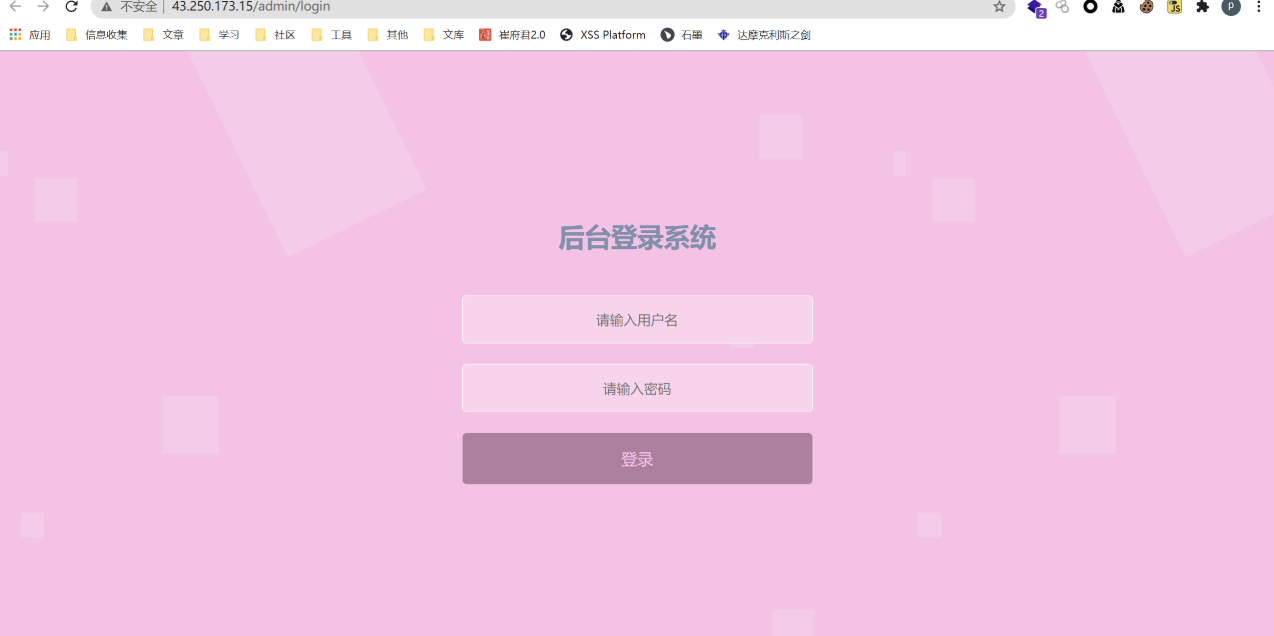 不安全 43.250.173.15/admin/login
2 JS p
应用 信息收集 文章 学习 社区 工具 其他 文库 崔府君2.0 XSS Platform 石墨 达摩克利斯之剑
后台登录系统
请输入用户名
请输入密码
登录